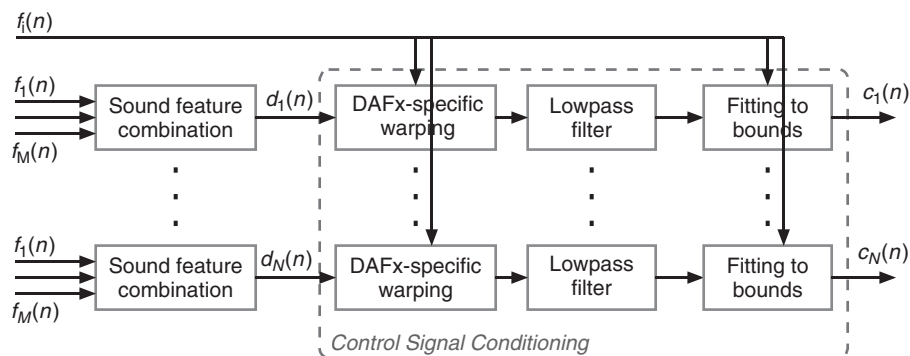 fi(n)
f1(n)
fM(n)
Sound feature
combination
d1(n)
DAFx-specific
warping
Lowpass
filter
Fitting to
bounds
c1(n)
f1(n)
fM(n)
Sound feature
combination
dN(n)
DAFx-specific
warping
Lowpass
filter
Fitting to
bounds
cN(n)
Control Signal Conditioning